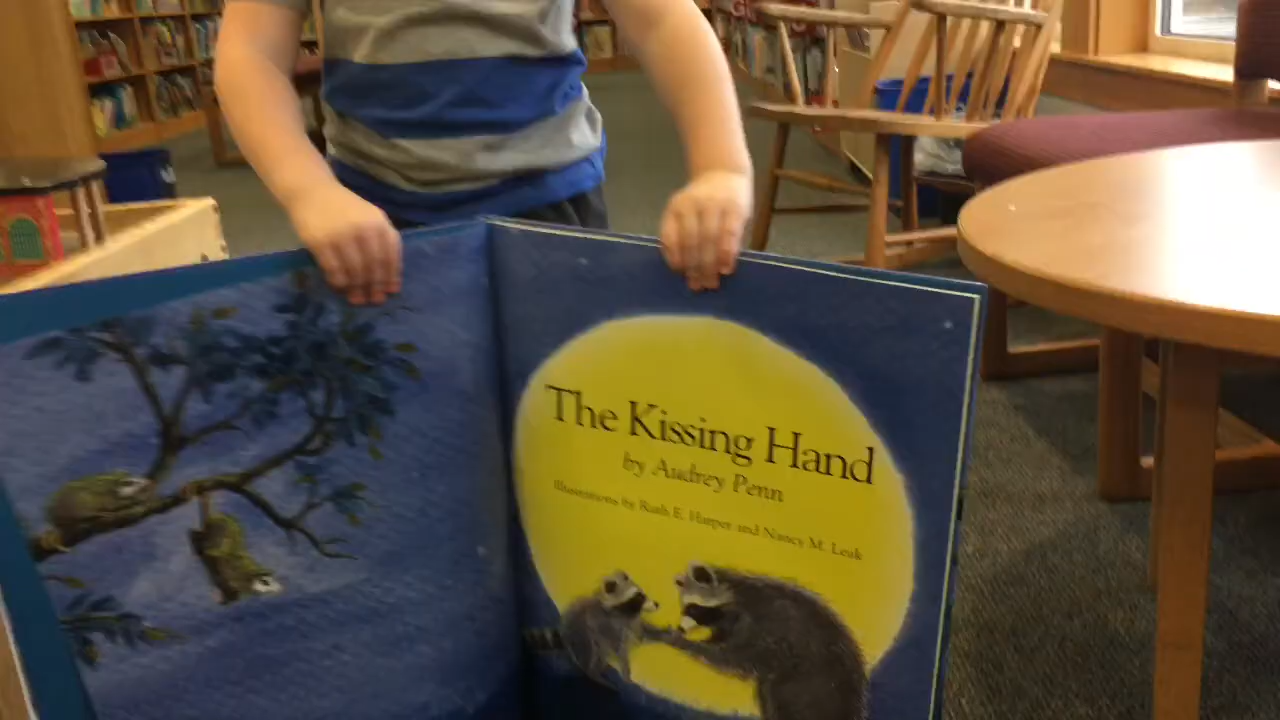 The Kissing Hand
by Audrey Penn
Illustrations by Ruth E. Harper and Nancy M. Leak